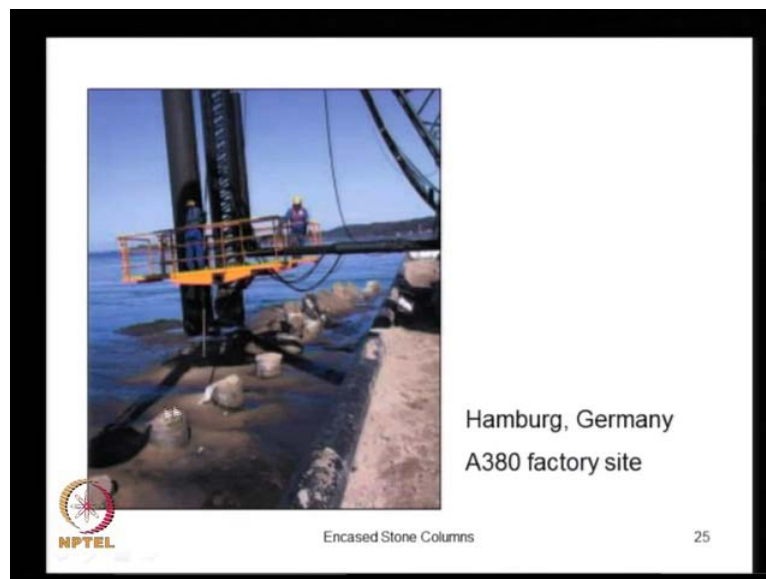 Hamburg, Germany
A380 factory site
NPTEL
Encased Stone Columns
25